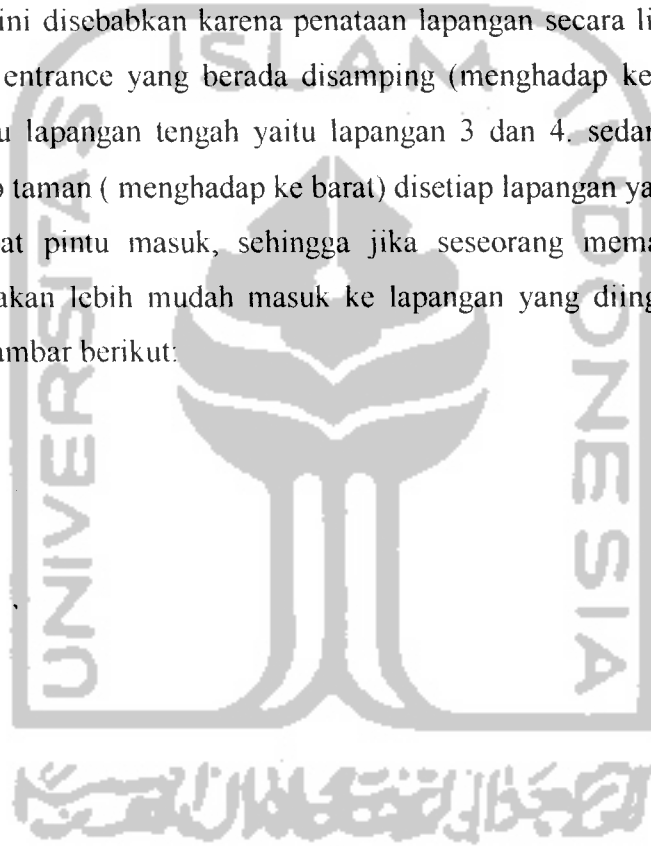 ini disebabkan karena penataan lapangan secara li
entrance yang berada disamping (menghadap ke
u lapangan tengah yaitu lapangan 3 dan 4. sedar
taman ( menghadap ke barat) disetiap lapangan ya
at pintu masuk, sehingga jika seseorang mema
akan lebih mudah masuk ke lapangan yang diing
ambar berikut:
ISLAM
UNIVERSITAS
INDONESIA